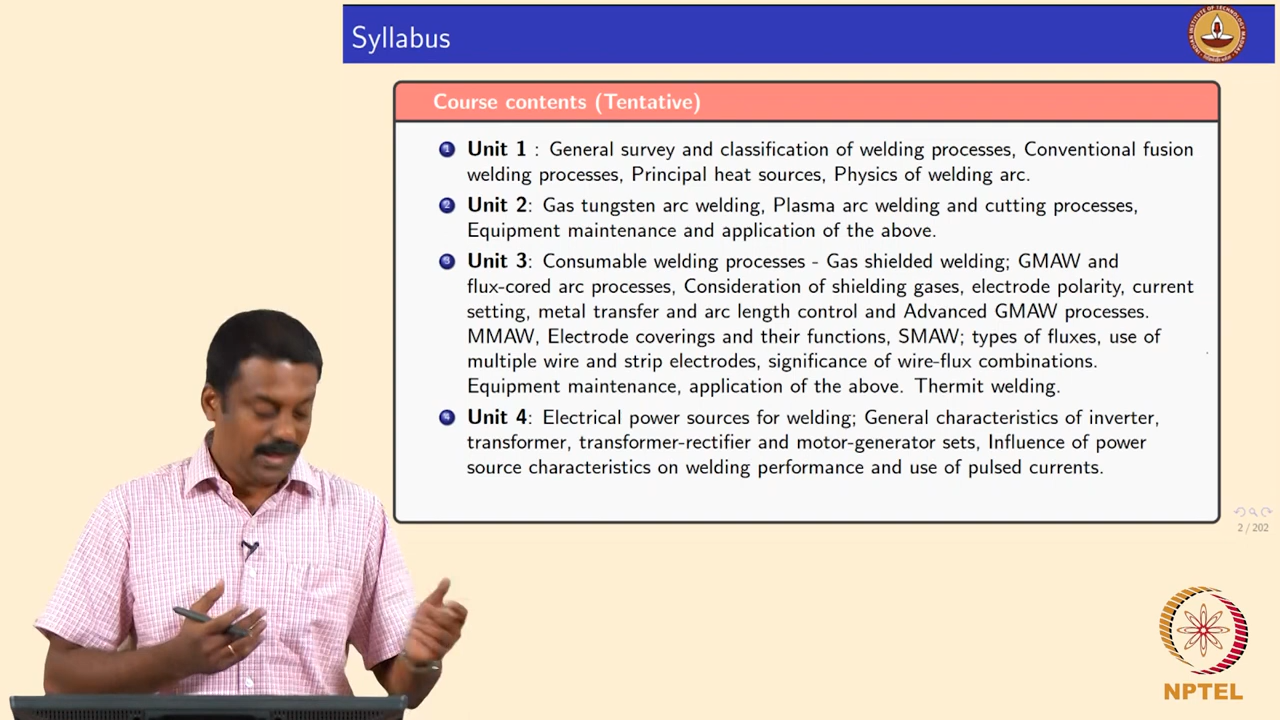 Syllabus
Course contents (Tentative)
1 Unit 1 : General survey and classification of welding processes, Conventional fusion
welding processes, Principal heat sources, Physics of welding arc.
2 Unit 2: Gas tungsten arc welding, Plasma arc welding and cutting processes,
Equipment maintenance and application of the above.
3 Unit 3: Consumable welding processes - Gas shielded welding; GMAW and
flux-cored arc processes, Consideration of shielding gases, electrode polarity, current
setting, metal transfer and arc length control and Advanced GMAW processes.
MMAW, Electrode coverings and their functions, SMAW; types of fluxes, use of
multiple wire and strip electrodes, significance of wire-flux combinations.
Equipment maintenance, application of the above. Thermit welding.
4 Unit 4: Electrical power sources for welding; General characteristics of inverter,
transformer, transformer-rectifier and motor-generator sets, Influence of power
source characteristics on welding performance and use of pulsed currents.
2 / 202
NPTEL